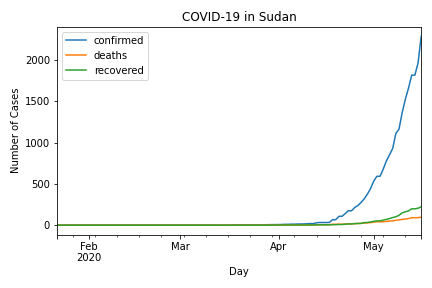 COVID-19 in Sudan
confirmed
deaths
recovered
Number of Cases
2000
1500
1000
500
0
Feb
2020
Mar
Apr
May
Day